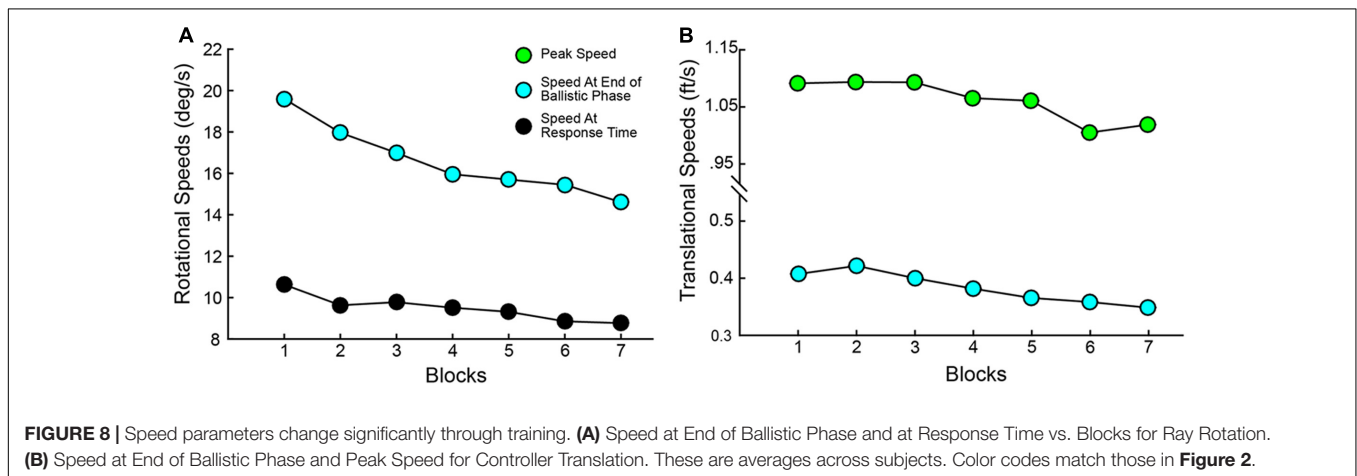 A
22
20
18
16
14
12
10
8
Rotational Speeds (deg/s)
1 2 3 4 5 6 7
Blocks
Peak Speed
Speed At End of
Ballistic Phase
Speed At
Response Time
B
1.15
1.05
.95
0.5
0.4
0.3
Translational Speeds (ft/s)
1 2 3 4 5 6 7
Blocks
FIGURE 8 | Speed parameters change significantly through training. (A) Speed at End of Ballistic Phase and at Response Time vs. Blocks for Ray Rotation.
(B) Speed at End of Ballistic Phase and Peak Speed for Controller Translation. These are averages across subjects. Color codes match those in Figure 2.